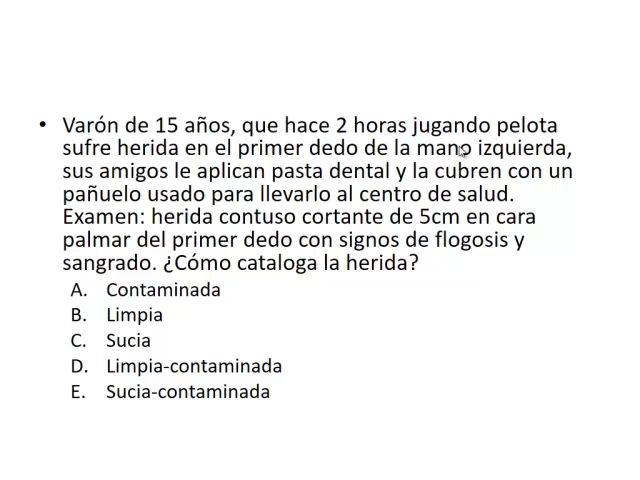 • Varón de 15 años, que hace 2 horas jugando pelota
sufre herida en el primer dedo de la mano izquierda,
sus amigos le aplican pasta dental y la cubren con un
pañuelo usado para llevarlo al centro de salud.
Examen: herida contuso cortante de 5cm en cara
palmar del primer dedo con signos de flogosis y
sangrado. ¿Cómo cataloga la herida?
A. Contaminada
B. Limpia
C. Sucia
D. Limpia-contaminada
E. Sucia-contaminada